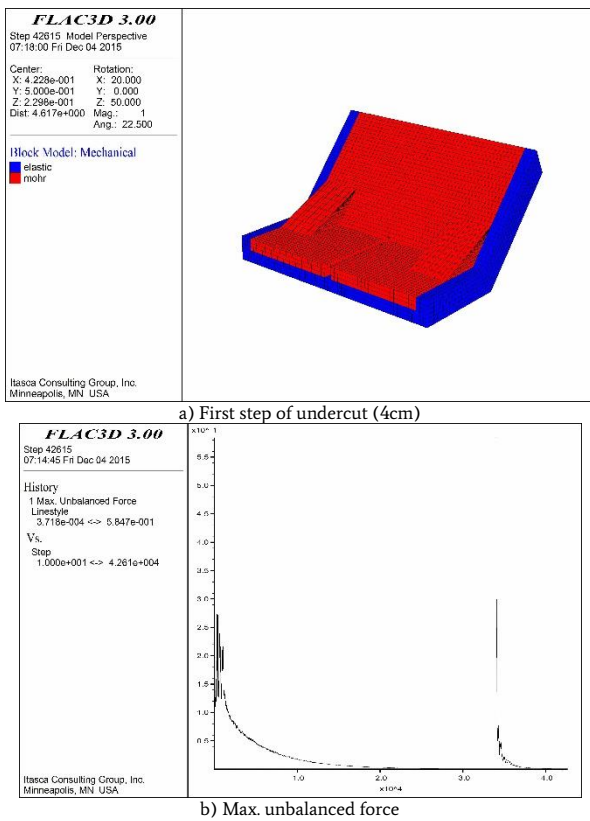 FLAC3D 3.00
Step 42615 Model Perspective
07:18:00 Fri Dec 04 2015
Center: Rotation:
X: 4.228e-001 X: 20.000
Y: 5.000e-001 Y: 0.000
Z: 2.298e-001 Z: 50.000
Dist: 4.617e+000 Mag.: 1
Ang.: 22.500
Block Model: Mechanical
elastic
mohr
Itasca Consulting Group, Inc.
Minneapolis, MN USA
a) First step of undercut (4cm)
FLAC3D 3.00
Step 42615
07:14:45 Fri Dec 04 2015
History
1 Max. Unbalanced Force
Linestyle
3.718e-004 <-> 5.847e-001
Vs.
Step
1.000e+001 <-> 4.261e+004
Itasca Consulting Group, Inc.
Minneapolis, MN USA
x10^-1
5.5
5.0
4.5
4.0
3.5
3.0
2.5
2.0
1.5
1.0
0.5
1.0 2.0 3.0 4.0
x10^4
b) Max. unbalanced force